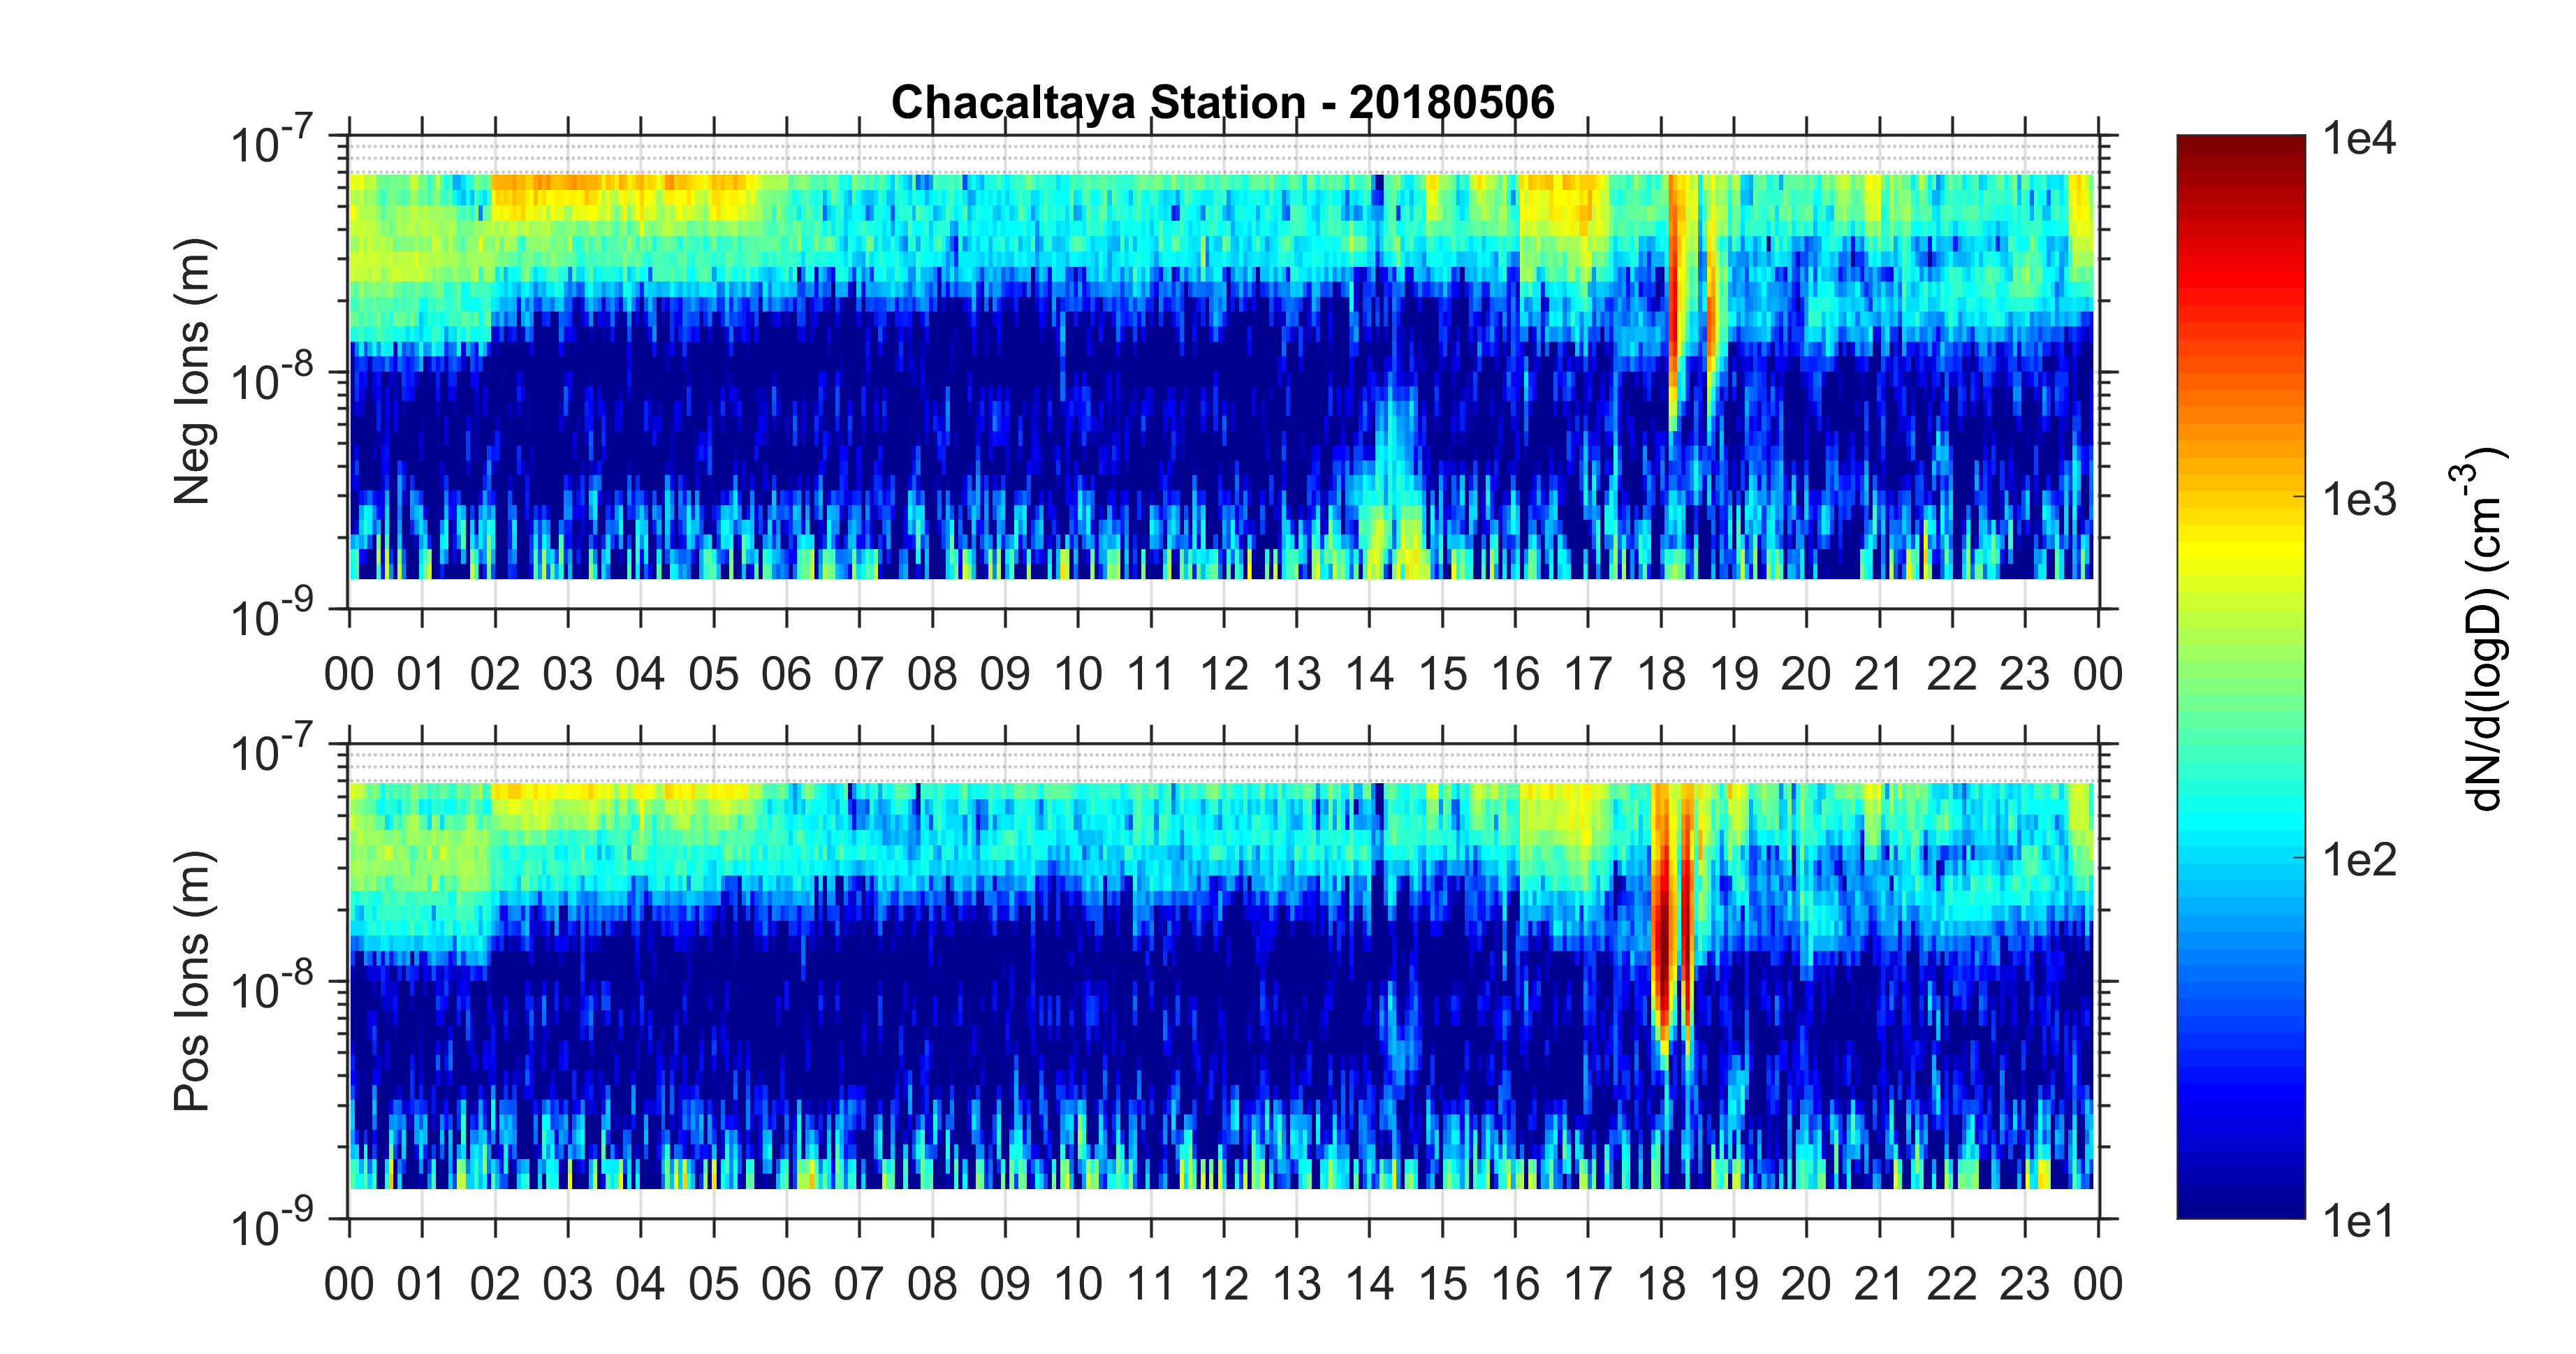 Chacaltaya Station - 20180506
10⁻⁷
10⁻⁸
10⁻⁹
Neg Ions (m)
00 01 02 03 04 05 06 07 08 09 10 11 12 13 14 15 16 17 18 19 20 21 22 23 00
10⁻⁷
10⁻⁸
10⁻⁹
Pos Ions (m)
00 01 02 03 04 05 06 07 08 09 10 11 12 13 14 15 16 17 18 19 20 21 22 23 00
1e4
1e3
1e2
1e1
dN/d(logD) (cm⁻³)